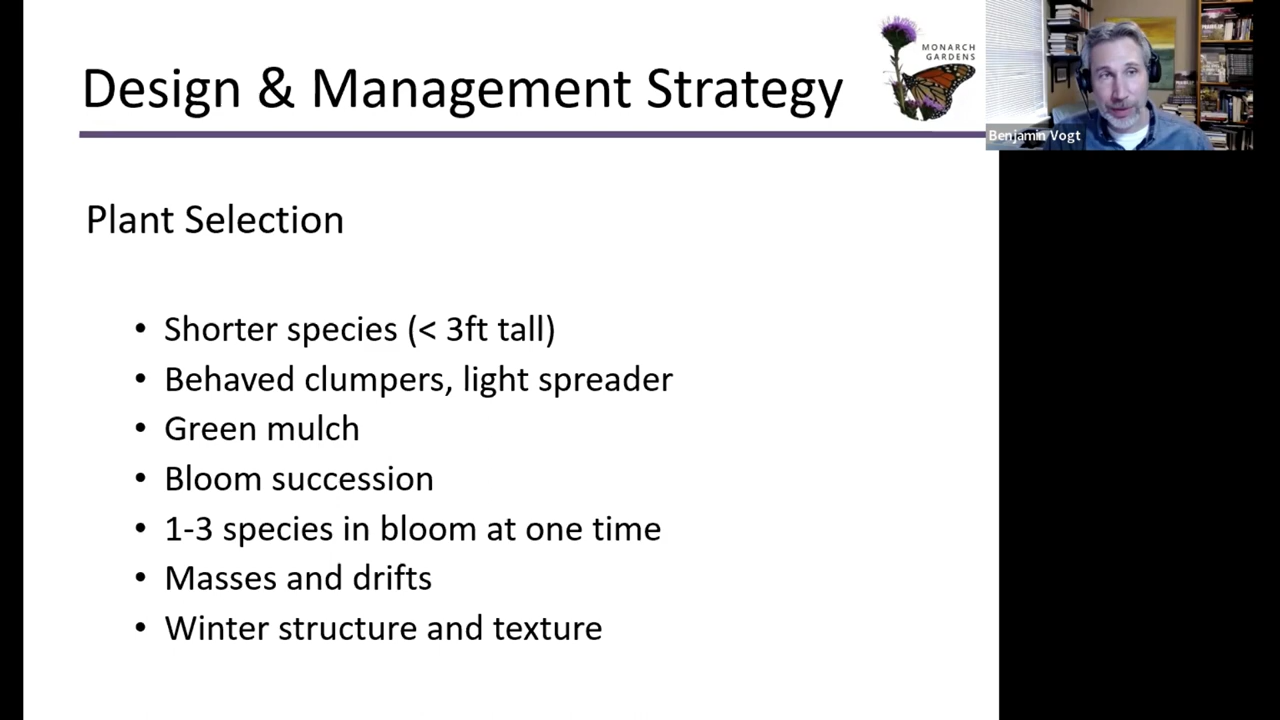 Design & Management Strategy
MONARCH
GARDENS
Benjamin Vogt
Plant Selection
• Shorter species (< 3ft tall)
• Behaved clumpers, light spreader
• Green mulch
• Bloom succession
• 1-3 species in bloom at one time
• Masses and drifts
• Winter structure and texture